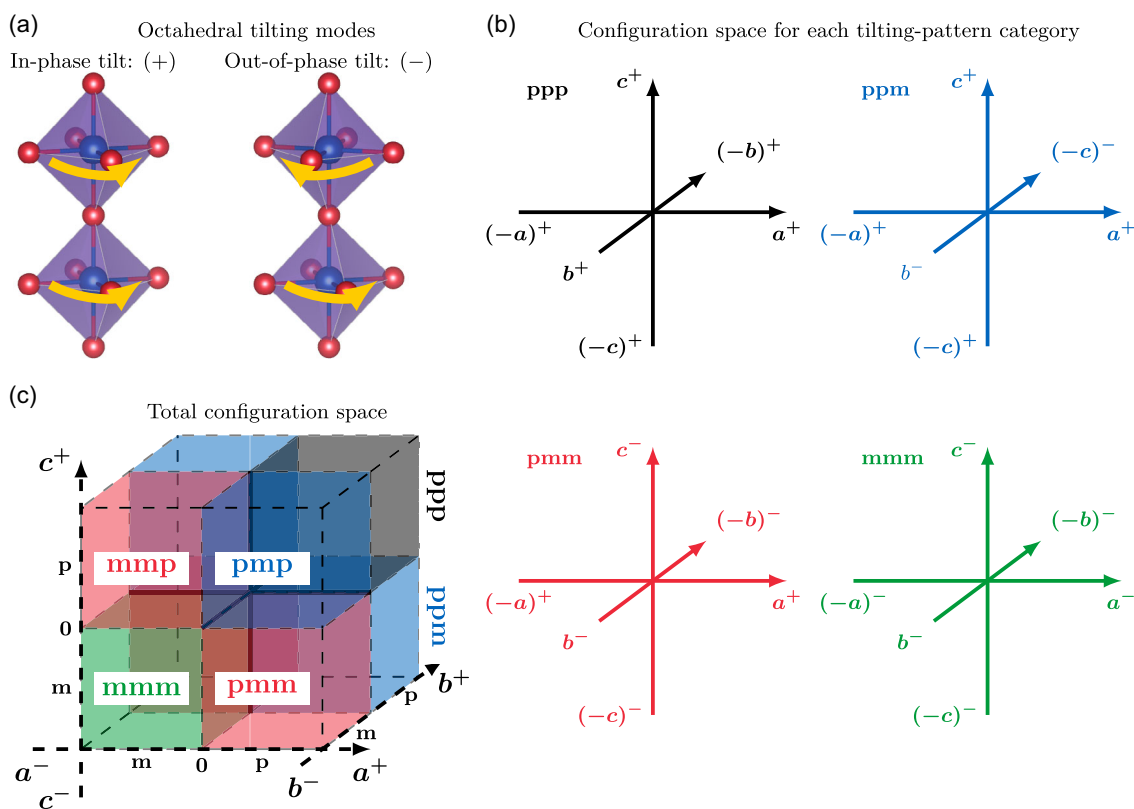 (a)
Octahedral tilting modes
In-phase tilt: (+)
Out-of-phase tilt: (−)
(b)
Configuration space for each tilting-pattern category
ppp
c⁺
(−b)⁺
(−a)⁺
a⁺
b⁺
(−c)⁺
ppm
c⁺
(−c)⁻
(−a)⁺
a⁺
b⁻
(−c)⁺
pmm
c⁻
(−b)⁻
(−a)⁺
a⁺
b⁻
(−c)⁻
mmm
c⁻
(−b)⁻
(−a)⁻
a⁻
b⁻
(−c)⁻
(c)
Total configuration space
c⁺
ppp
p
mmp
pmp
0
ppm
m
mmm
pmm
b⁺
p
m
a⁻
m
0
p
b⁻
a⁺
c⁻